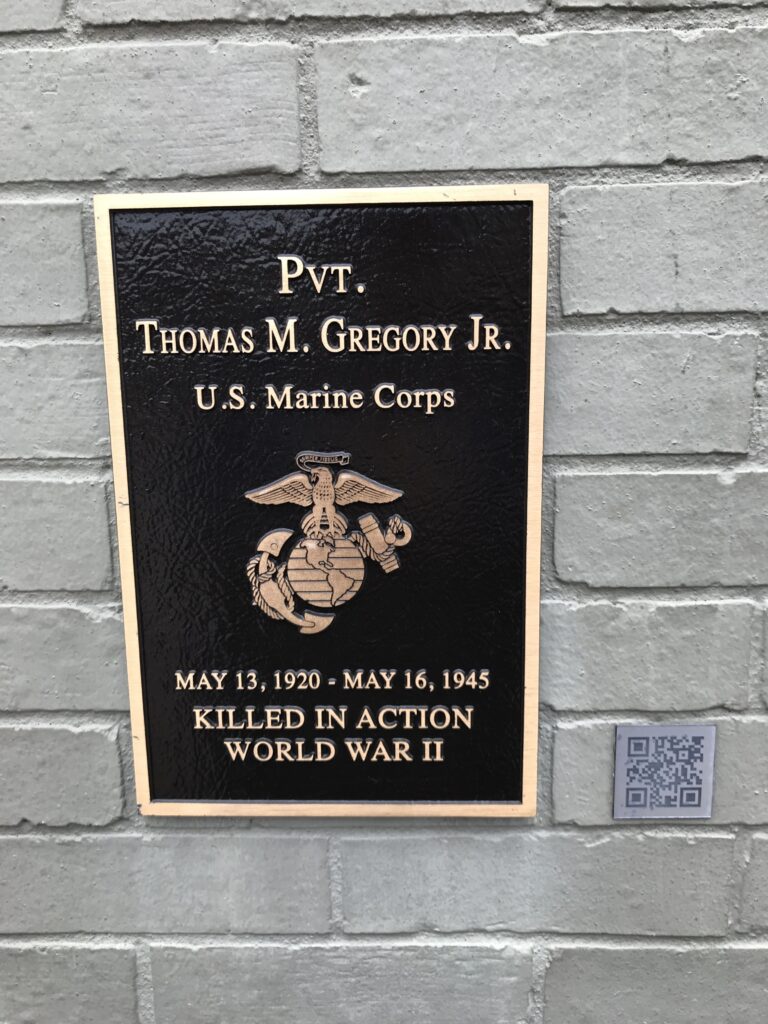 PVT.
THOMAS M. GREGORY JR.
U.S. Marine Corps
MAY 13, 1920 - MAY 16, 1945
KILLED IN ACTION
WORLD WAR II